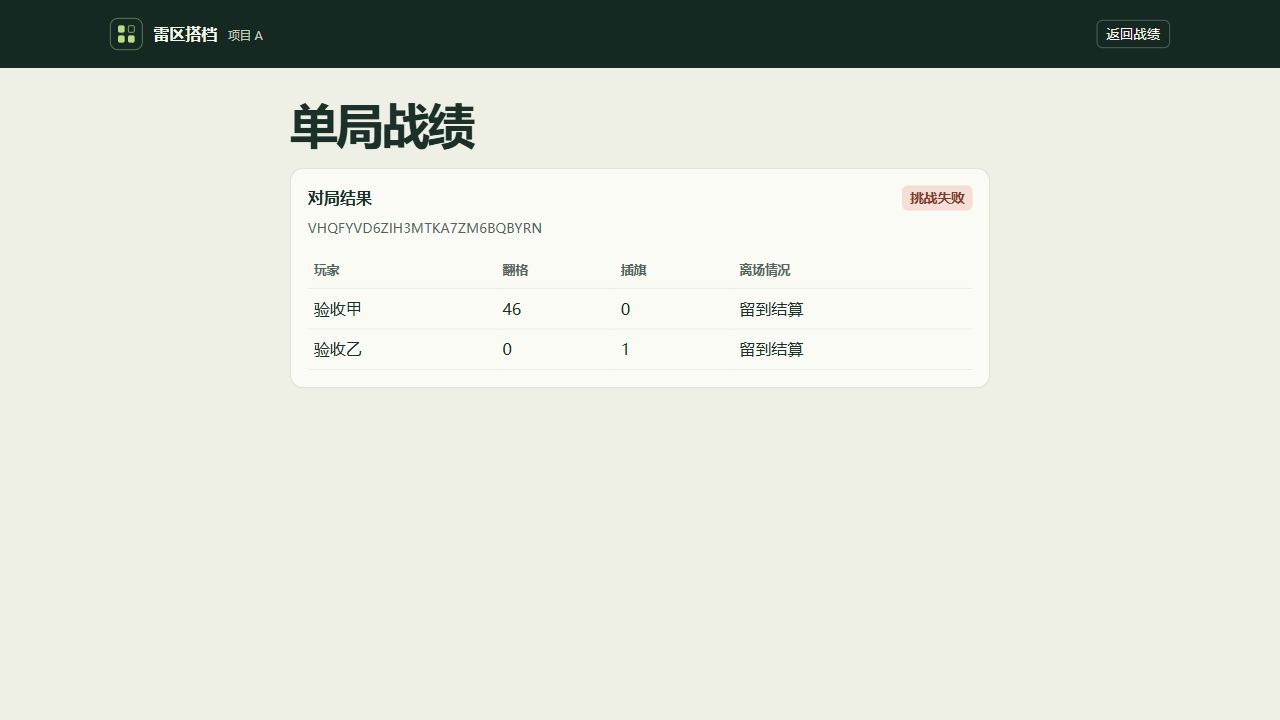 雷区搭档 项目 A
返回战绩
单局战绩
对局结果 挑战失败
VHQFYVD6ZIH3MTKA7ZM6BQBYRN
玩家 翻格 插旗 离场情况
验收甲 46 0 留到结算
验收乙 0 1 留到结算